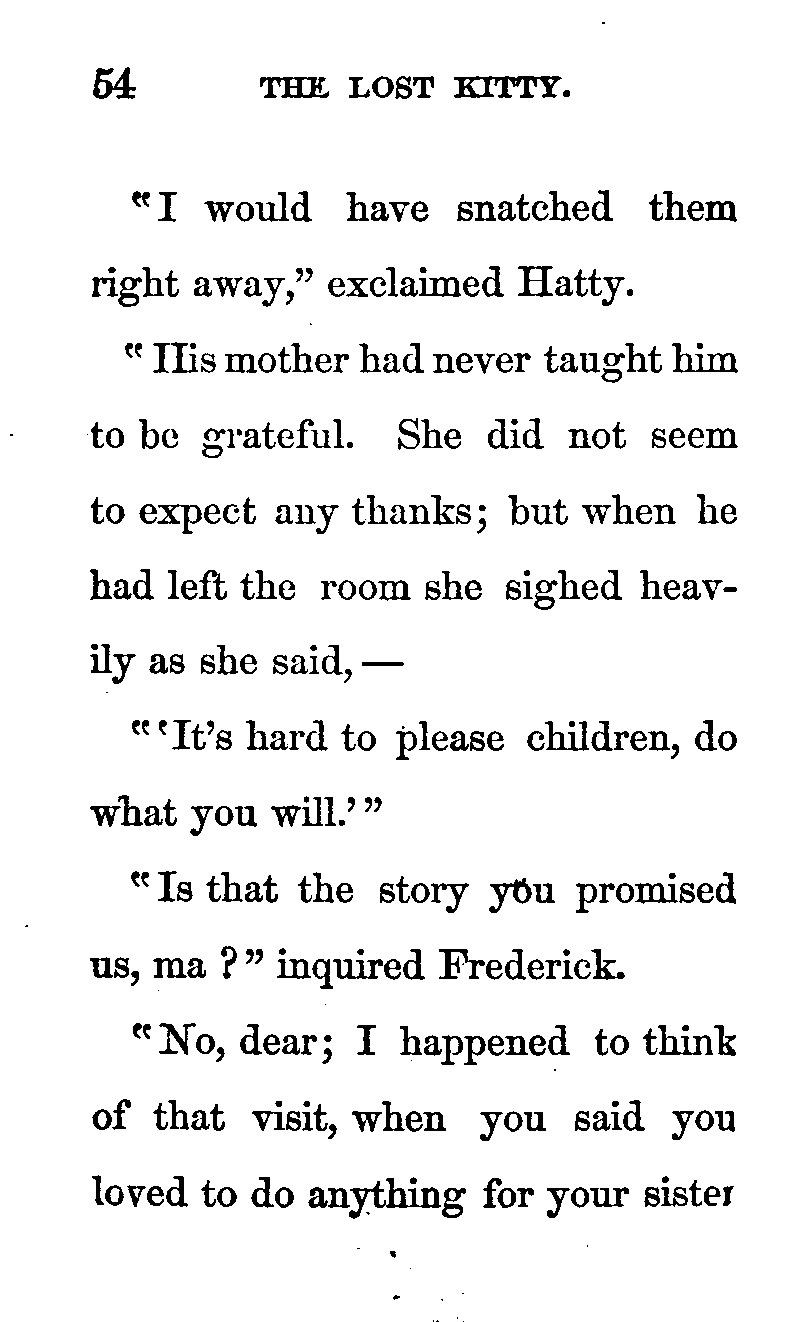 54 THE LOST KITTY.
"I would have snatched them
right away," exclaimed Hatty.
"His mother had never taught him
to be grateful. She did not seem
to expect any thanks; but when he
had left the room she sighed heav-
ily as she said, —
"'It's hard to please children, do
what you will.'"
"Is that the story you promised
us, ma?" inquired Frederick.
"No, dear; I happened to think
of that visit, when you said you
loved to do anything for your sister